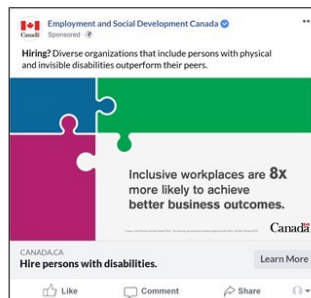 Employment and Social Development Canada
Sponsored ·
Canada
Hiring? Diverse organizations that include persons with physical
and invisible disabilities outperform their peers.
Inclusive workplaces are 8X
more likely to achieve
better business outcomes.
Canada
CANADA.CA
Hire persons with disabilities.
Learn More
Like
Comment
Share